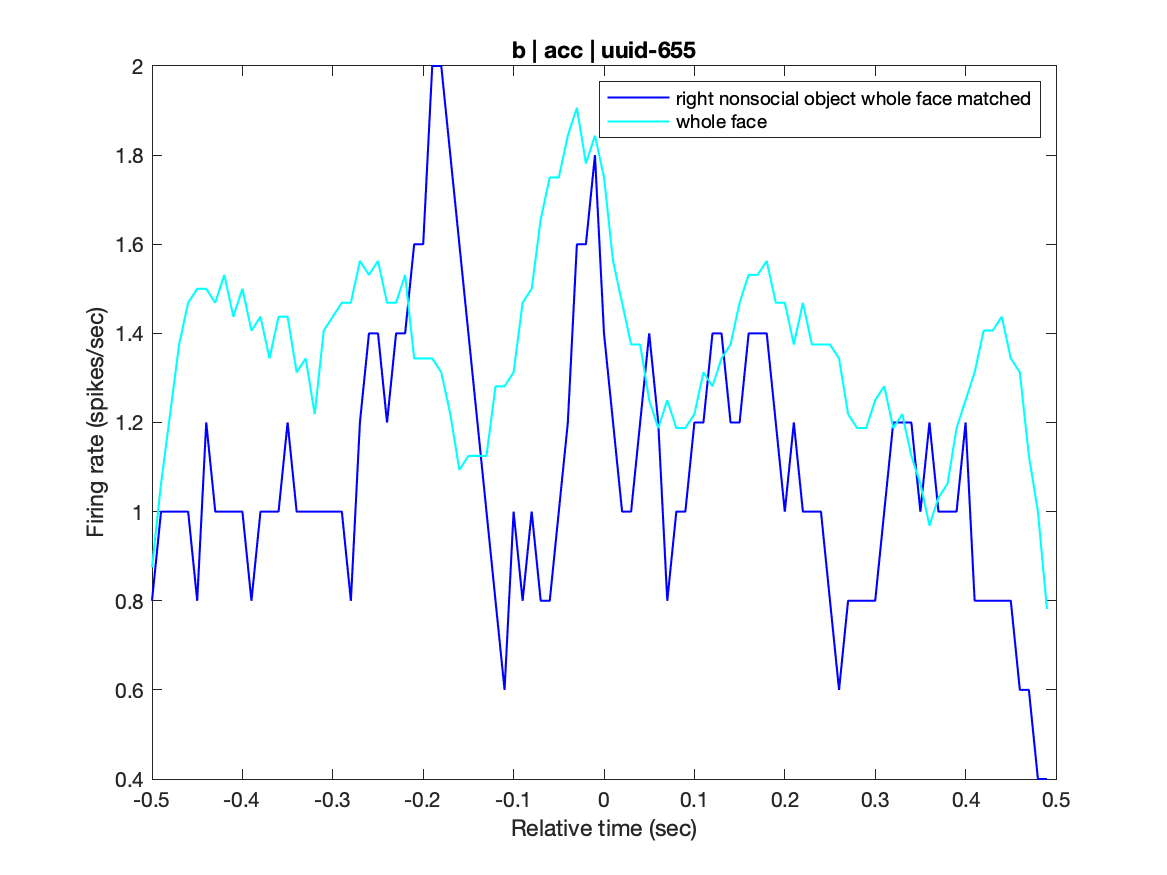 b | acc | uuid-655
right nonsocial object whole face matched
whole face
2
1.8
1.6
1.4
1.2
1
0.8
0.6
0.4
Firing rate (spikes/sec)
-0.5 -0.4 -0.3 -0.2 -0.1 0 0.1 0.2 0.3 0.4 0.5
Relative time (sec)